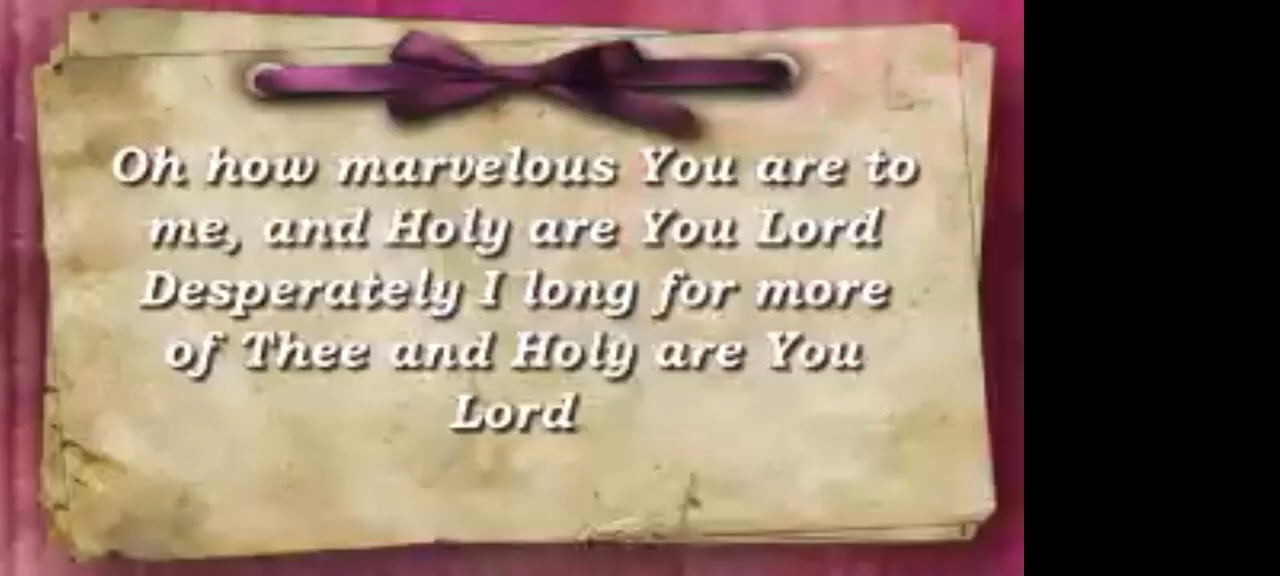 Oh how marvelous You are to
me, and Holy are You Lord
Desperately I long for more
of Thee and Holy are You
Lord